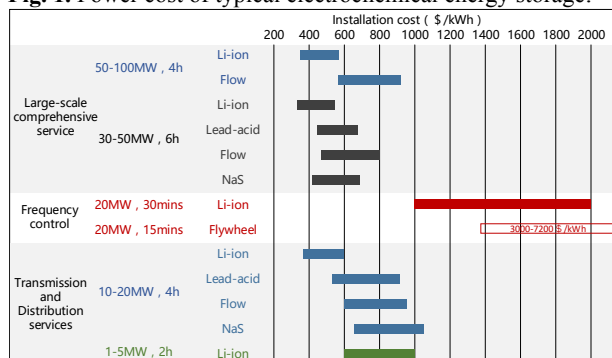 Fig. 1. Power cost of typical electrochemical energy storage.
Installation cost ( $/kWh )
200 400 600 800 1000 1200 1400 1600 1800 2000
Large-scale comprehensive service
50-100MW , 4h
Li-ion
Flow
30-50MW , 6h
Li-ion
Lead-acid
Flow
NaS
Frequency control
20MW , 30mins
Li-ion
20MW , 15mins
Flywheel
3000-7200 $/kWh
Transmission and Distribution services
10-20MW , 4h
Li-ion
Lead-acid
Flow
NaS
1-5MW , 2h
Li-ion